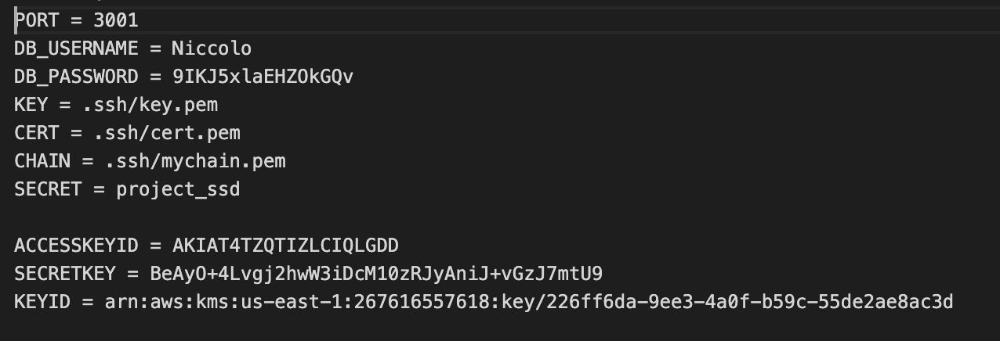 PORT = 3001
DB_USERNAME = Niccolo
DB_PASSWORD = 9IKJ5xlaEHZOkGQv
KEY = .ssh/key.pem
CERT = .ssh/cert.pem
CHAIN = .ssh/mychain.pem
SECRET = project_ssd
ACCESSKEYID = AKIAT4TZQTIZLCIQLGDD
SECRETKEY = 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
KEYID = arn:aws:kms:us-east-1:267616557618:key/226ff6da-9ee3-4a0f-b59c-55de2ae8ac3d